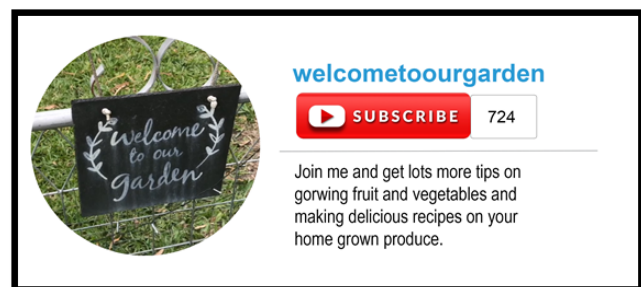 welcome
to our
garden
welcometoourgarden
SUBSCRIBE 724
Join me and get lots more tips on
gorwing fruit and vegetables and
making delicious recipes on your
home grown produce.